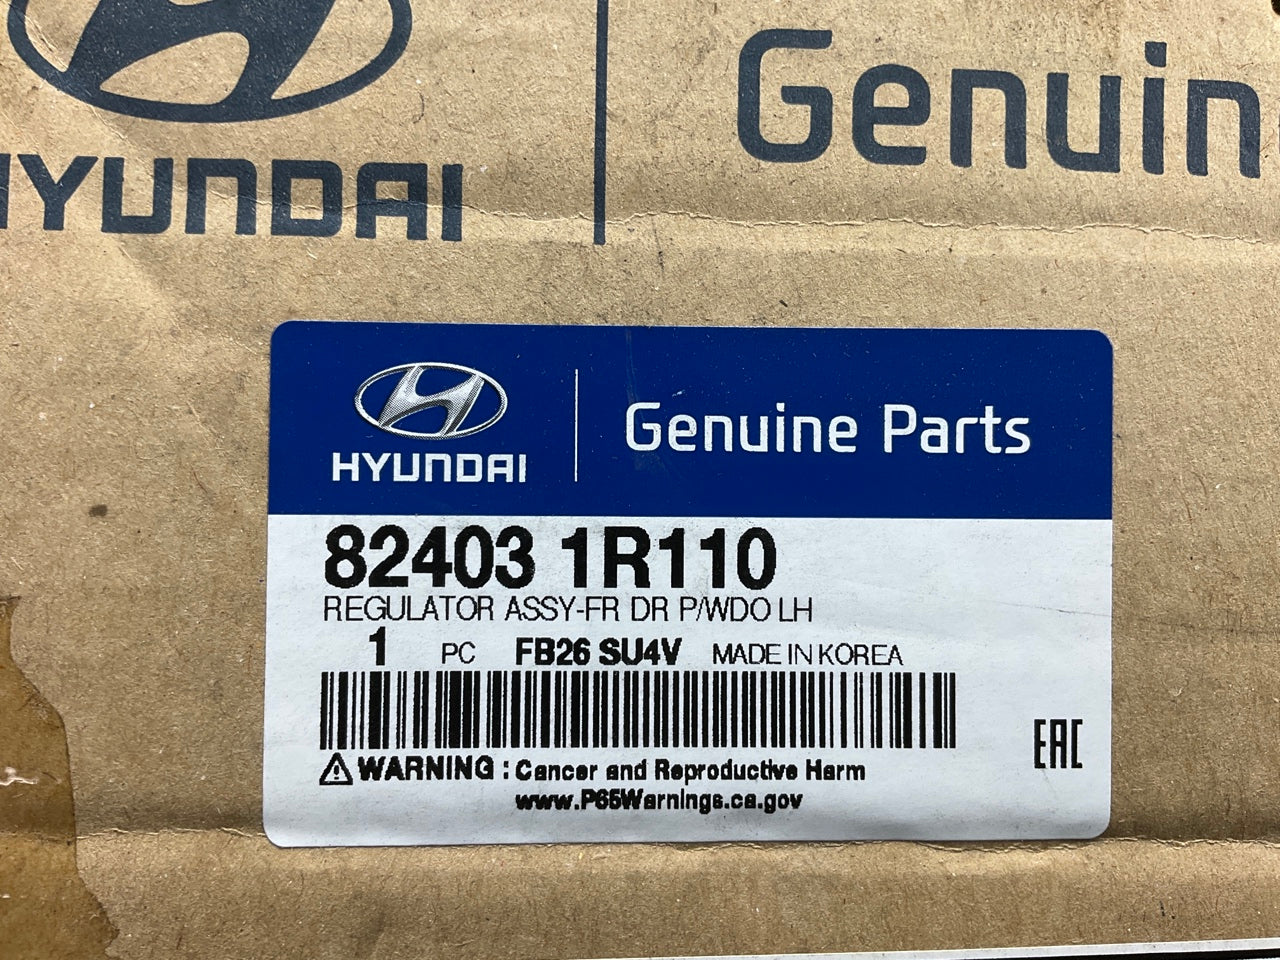 HYUNDAI
Genuin
HYUNDAI
Genuine Parts
82403 1R110
REGULATOR ASSY-FR DR P/WDO LH
1 PC FB26 SU4V MADE IN KOREA
EAC
WARNING : Cancer and Reproductive Harm
www.P65Warnings.ca.gov